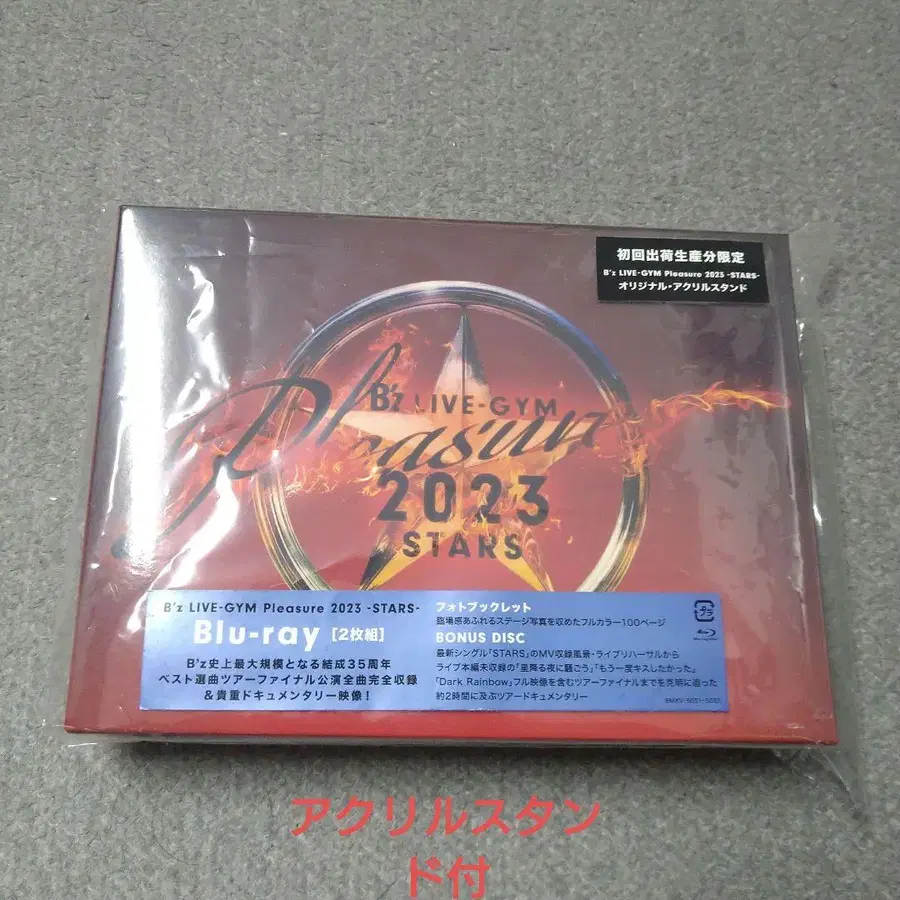 初回出荷生産分限定
B'z LIVE-GYM Pleasure 2023 -STARS-
オリジナル・アクリルスタンド
B'z LIVE-GYM
Pleasure
2023
STARS
B'z LIVE-GYM Pleasure 2023 -STARS-
Blu-ray [2枚組]
B'z史上最大規模となる結成35周年
ベスト選曲ツアーファイナル公演全曲完全収録
&貴重ドキュメンタリー映像!
フォトブックレット
臨場感あふれるステージ写真を収めたフルカラー100ページ
BONUS DISC
最新シングル「STARS」のMV収録風景・ライブリハーサルから
ライブ本編未収録の「星降る夜に騒ごう」「もう一度キスしたかった」
「Dark Rainbow」フル映像を含むツアーファイナルまでを克明に追った
約2時間に及ぶツアードキュメンタリー
プラ
アクリルスタン
ド付